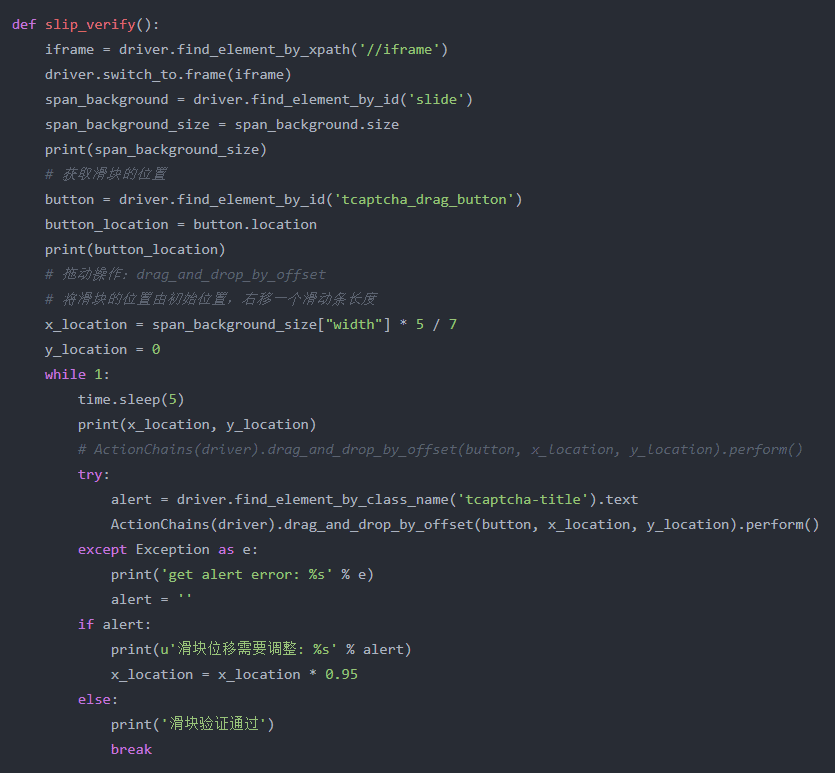 def slip_verify():
    iframe = driver.find_element_by_xpath('//iframe')
    driver.switch_to.frame(iframe)
    span_background = driver.find_element_by_id('slide')
    span_background_size = span_background.size
    print(span_background_size)
    # 获取滑块的位置
    button = driver.find_element_by_id('tcaptcha_drag_button')
    button_location = button.location
    print(button_location)
    # 拖动操作: drag_and_drop_by_offset
    # 将滑块的位置由初始位置, 右移一个滑动条长度
    x_location = span_background_size["width"] * 5 / 7
    y_location = 0
    while 1:
        time.sleep(5)
        print(x_location, y_location)
        # ActionChains(driver).drag_and_drop_by_offset(button, x_location, y_location).perform()
        try:
            alert = driver.find_element_by_class_name('tcaptcha-title').text
            ActionChains(driver).drag_and_drop_by_offset(button, x_location, y_location).perform()
        except Exception as e:
            print('get alert error: %s' % e)
            alert = ''
        if alert:
            print(u'滑块位移需要调整: %s' % alert)
            x_location = x_location * 0.95
        else:
            print('滑块验证通过')
            break